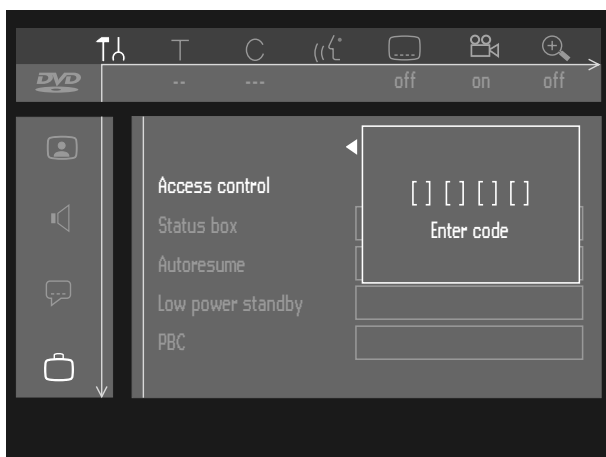 T C
DVD -- --- off on off
Access control
[ ] [ ] [ ] [ ]
Status box
Enter code
Autoresume
Low power standby
PBC